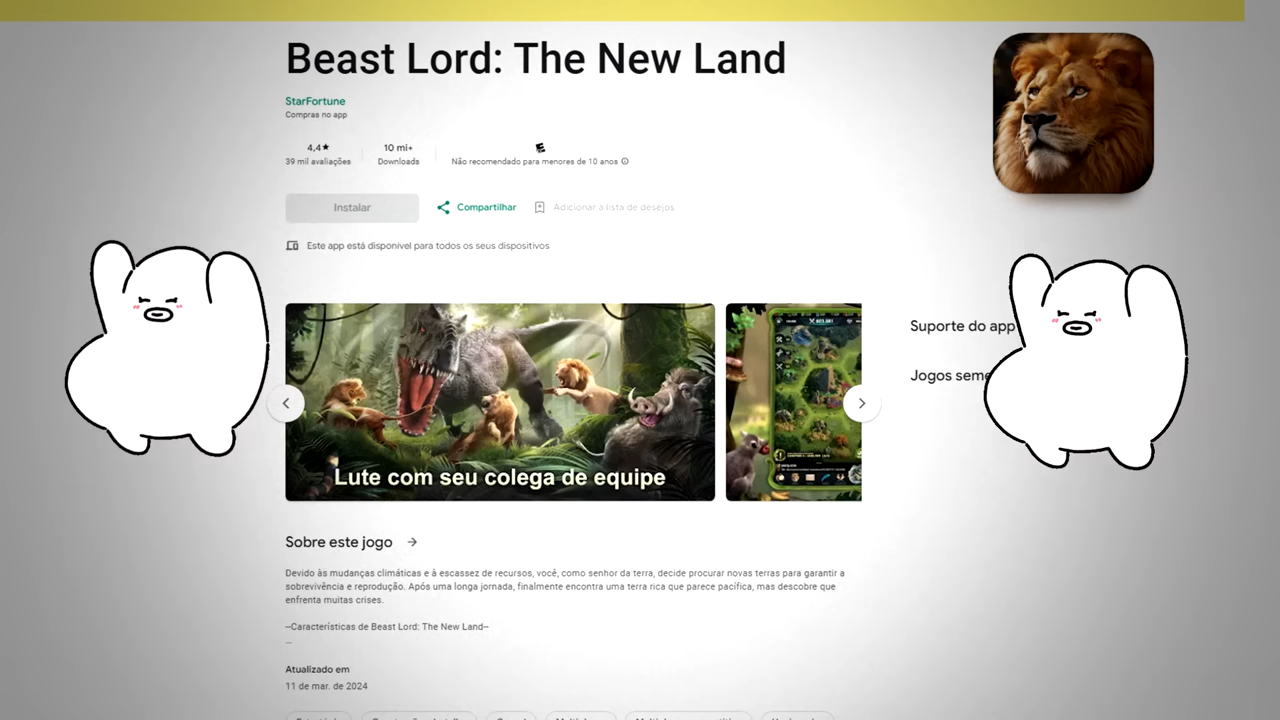 Beast Lord: The New Land
StarFortune
Compras no app
4,4★
39 mil avaliações
10 mi+
Downloads
Não recomendado para menores de 10 anos
Instalar
Compartilhar
Adicionar a lista de desejos
Este app está disponível para todos os seus dispositivos
Lute com seu colega de equipe
Suporte do app
Jogos seme
Sobre este jogo
Devido às mudanças climáticas e à escassez de recursos, você, como senhor da terra, decide procurar novas terras para garantir a
sobrevivência e reprodução. Após uma longa jornada, finalmente encontra uma terra rica que parece pacífica, mas descobre que
enfrenta muitas crises.
--Características de Beast Lord: The New Land--
...
Atualizado em
11 de mar. de 2024